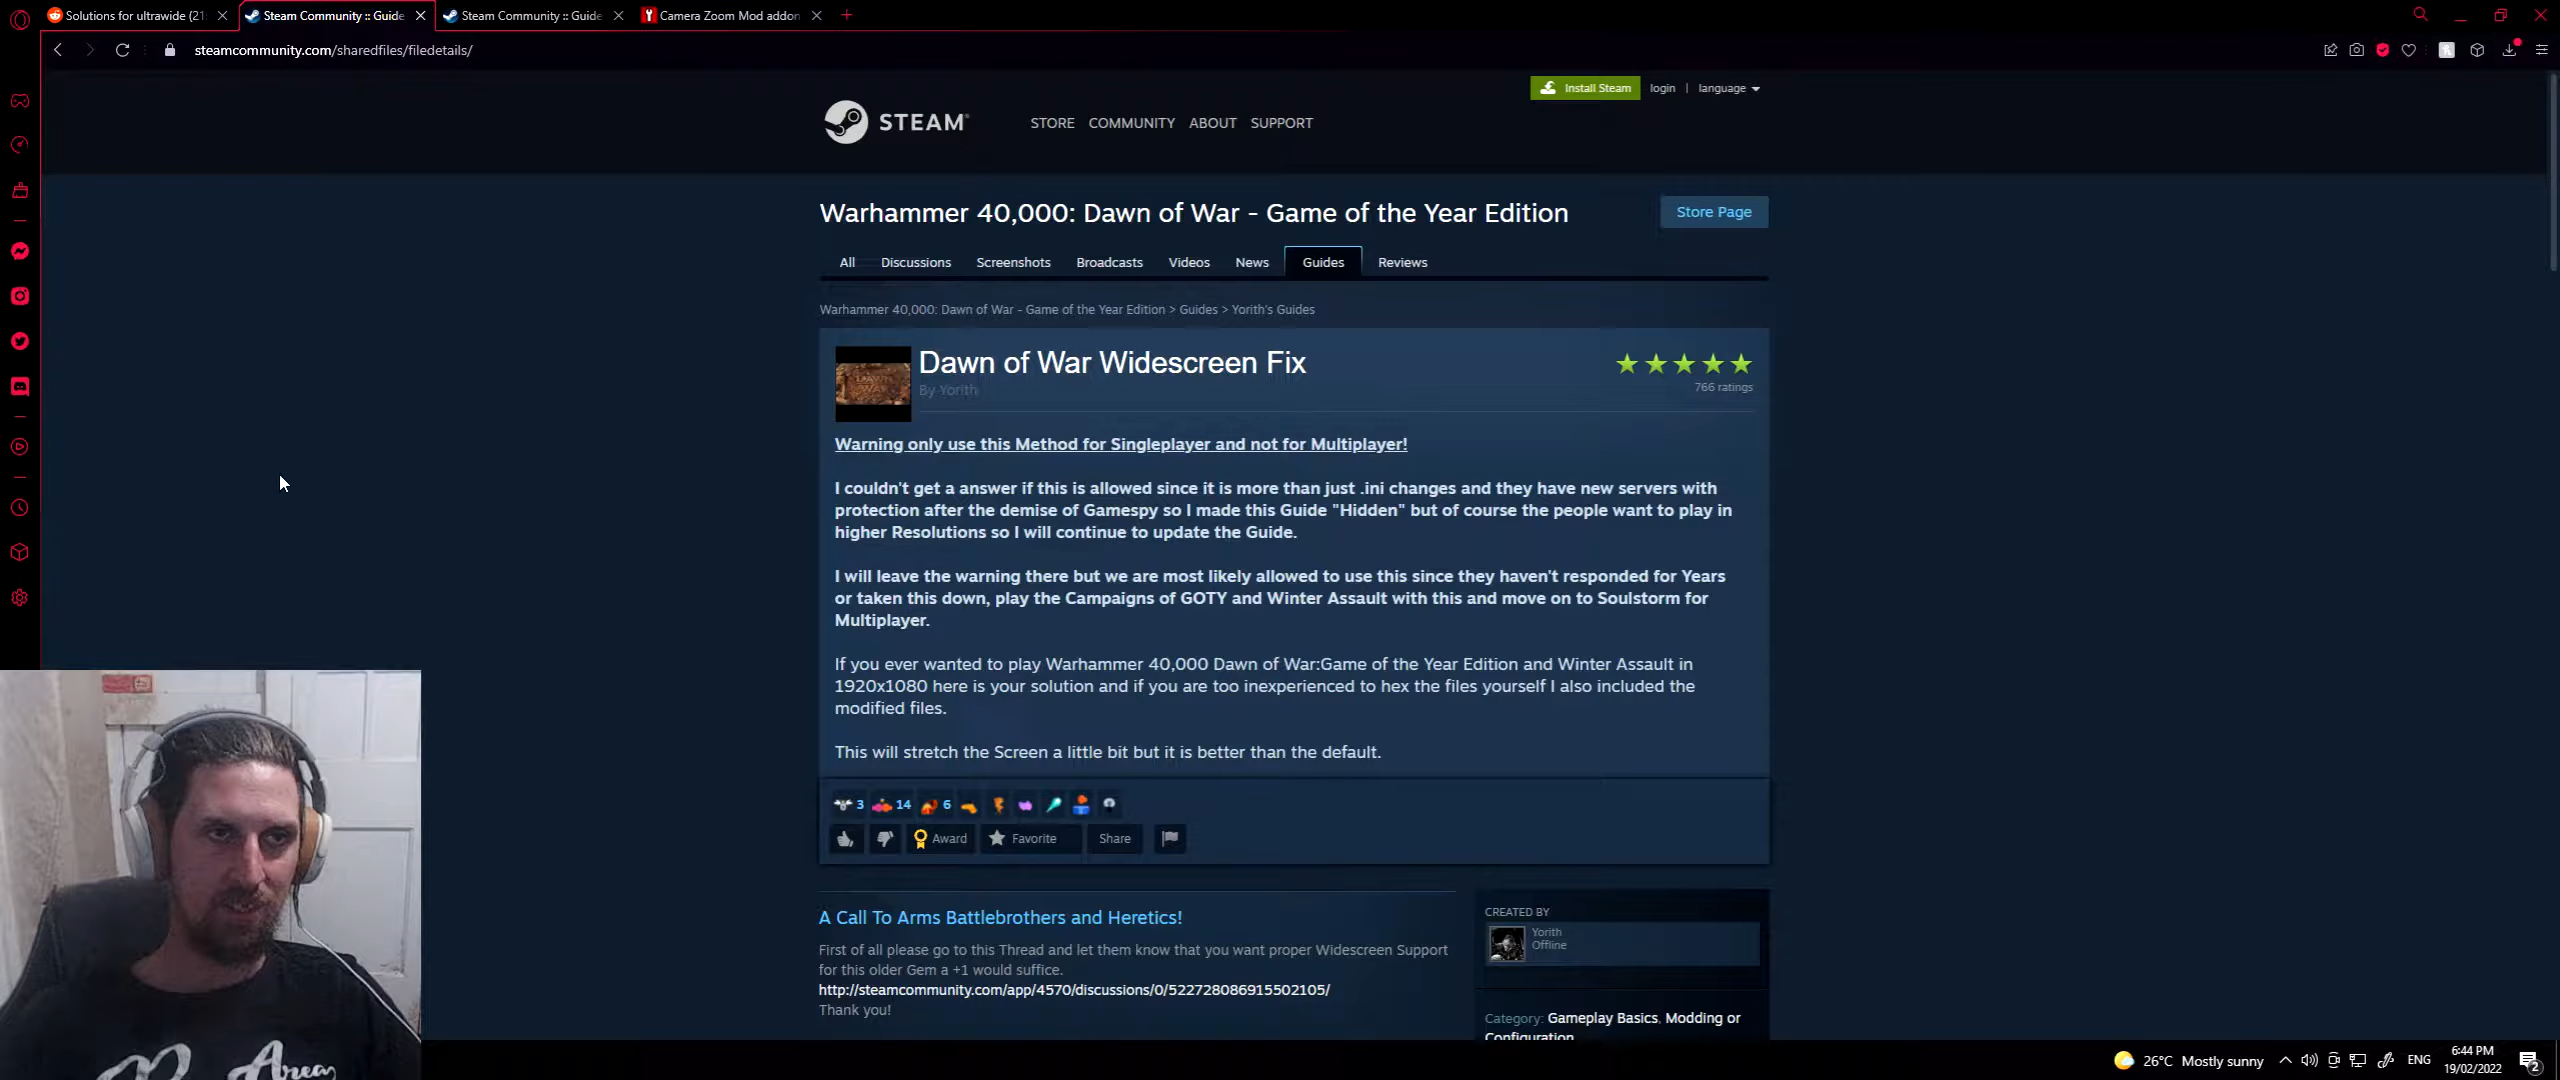 Solutions for ultrawide (21:
Steam Community :: Guide
Steam Community :: Guide
Camera Zoom Mod addon
steamcommunity.com/sharedfiles/filedetails/
Install Steam
login | language
STEAM
STORE COMMUNITY ABOUT SUPPORT
Warhammer 40,000: Dawn of War - Game of the Year Edition
Store Page
All Discussions Screenshots Broadcasts Videos News Guides Reviews
Warhammer 40,000: Dawn of War - Game of the Year Edition > Guides > Yorith's Guides
Dawn of War Widescreen Fix
By Yorith
766 ratings
Warning only use this Method for Singleplayer and not for Multiplayer!
I couldn't get a answer if this is allowed since it is more than just .ini changes and they have new servers with
protection after the demise of Gamespy so I made this Guide "Hidden" but of course the people want to play in
higher Resolutions so I will continue to update the Guide.
I will leave the warning there but we are most likely allowed to use this since they haven't responded for Years
or taken this down, play the Campaigns of GOTY and Winter Assault with this and move on to Soulstorm for
Multiplayer.
If you ever wanted to play Warhammer 40,000 Dawn of War:Game of the Year Edition and Winter Assault in
1920x1080 here is your solution and if you are too inexperienced to hex the files yourself I also included the
modified files.
This will stretch the Screen a little bit but it is better than the default.
3 14 6
Award Favorite Share
A Call To Arms Battlebrothers and Heretics!
First of all please go to this Thread and let them know that you want proper Widescreen Support
for this older Gem a +1 would suffice.
http://steamcommunity.com/app/4570/discussions/0/522728086915502105/
Thank you!
CREATED BY
Yorith
Offline
Category: Gameplay Basics, Modding or
Configuration
26°C Mostly sunny
ENG
6:44 PM
19/02/2022
2